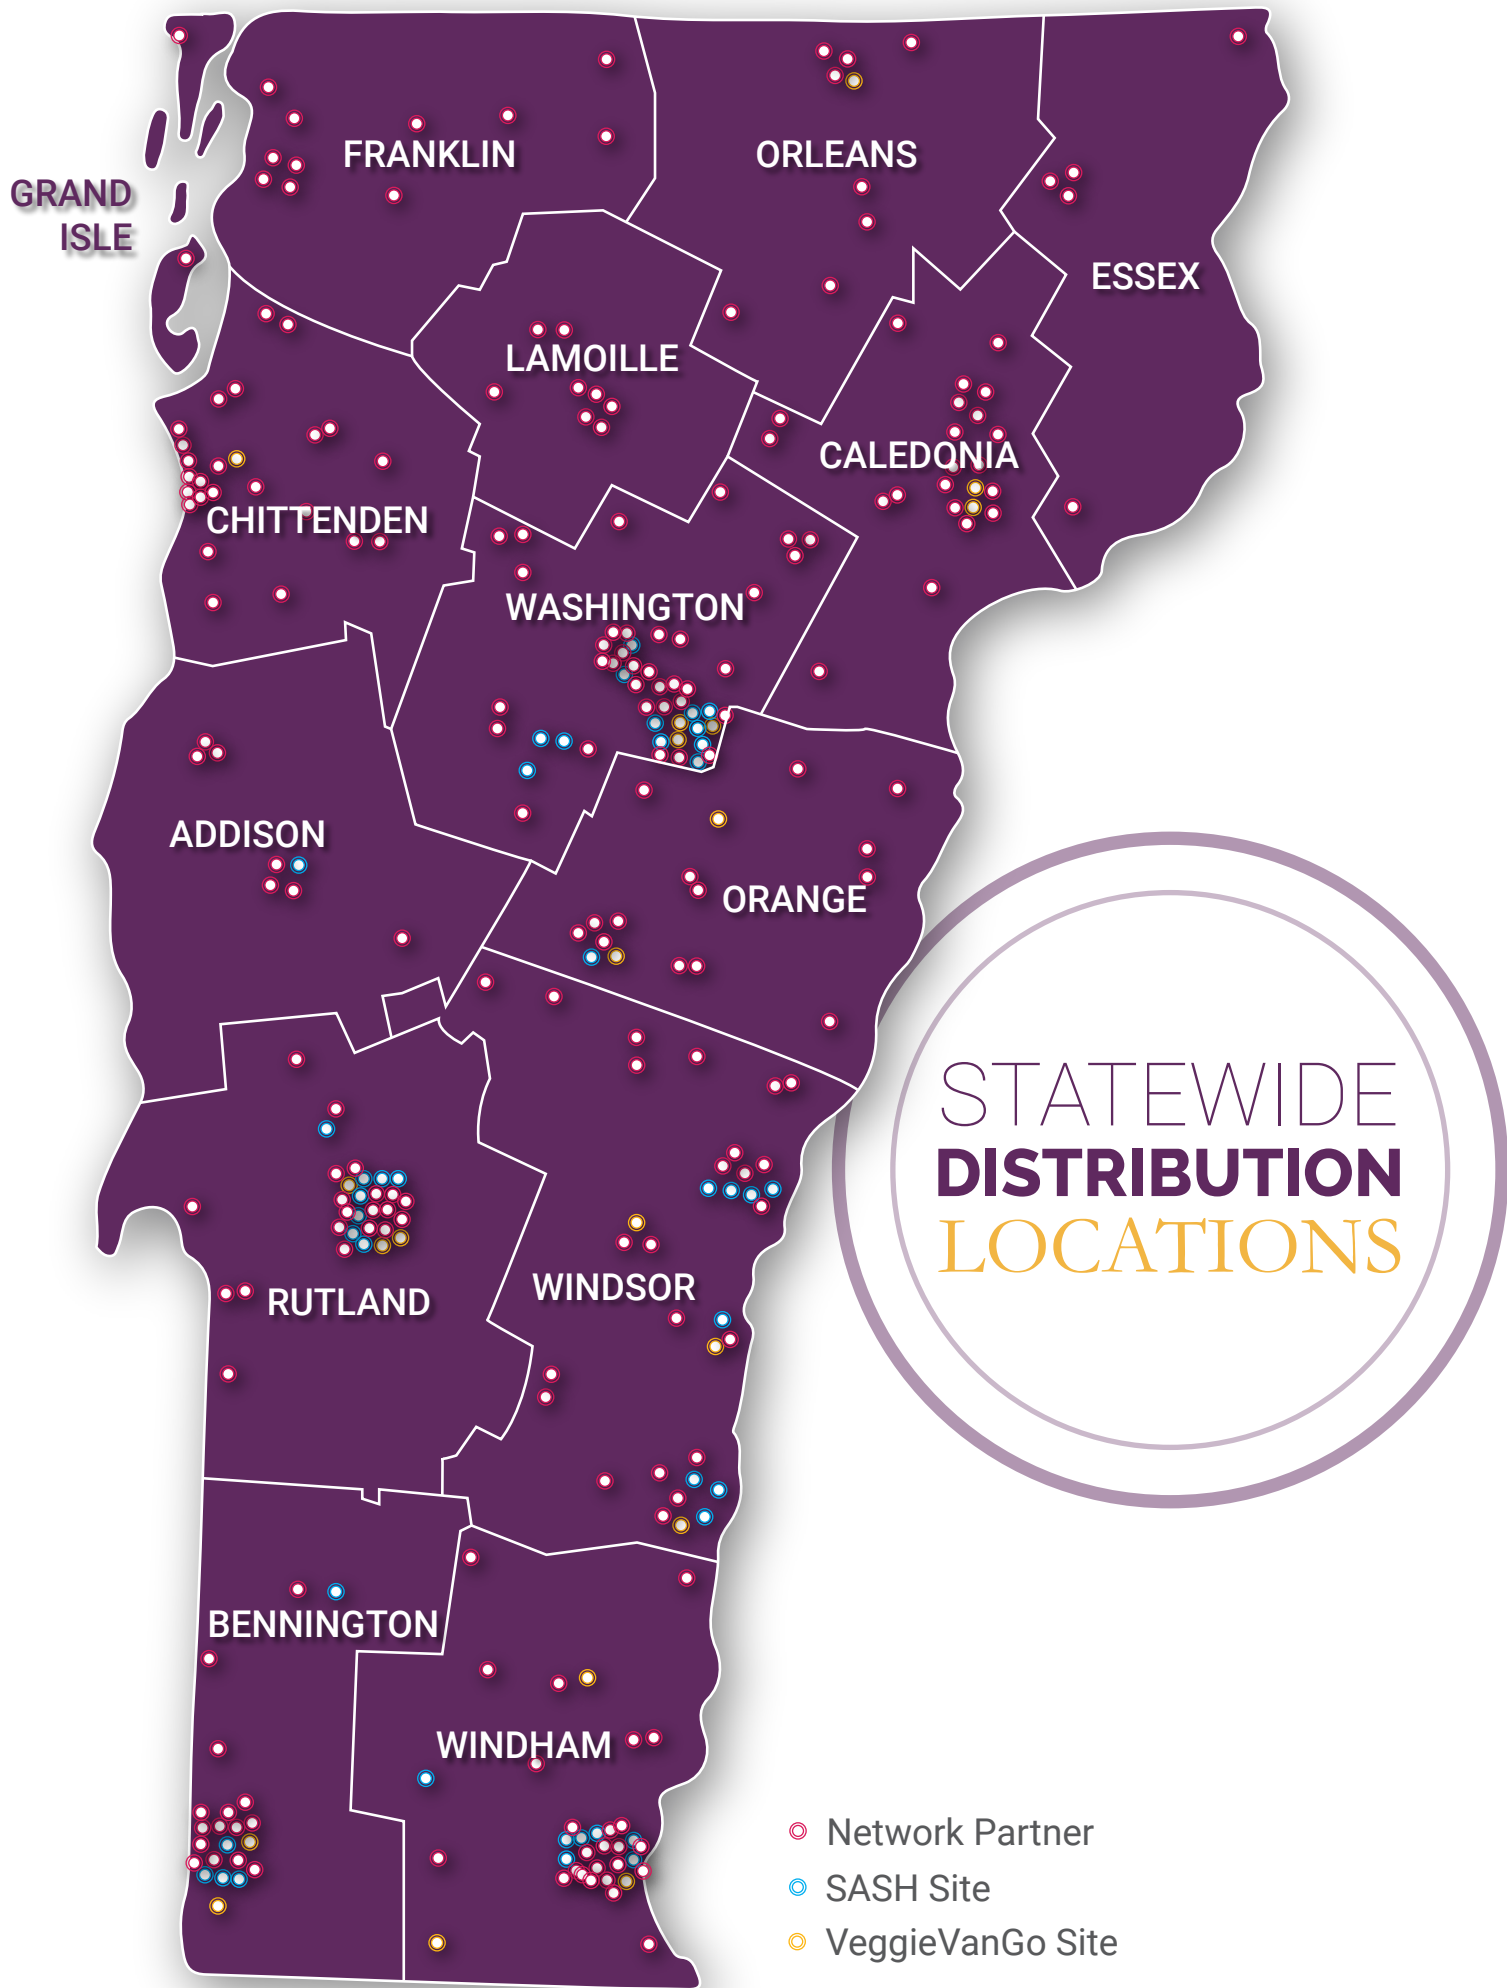 FRANKLIN
ORLEANS
GRAND
ISLE
ESSEX
LAMOILLE
CALEDONIA
CHITTENDEN
WASHINGTON
ADDISON
ORANGE
STATEWIDE
DISTRIBUTION
LOCATIONS
WINDSOR
RUTLAND
BENNINGTON
WINDHAM
Network Partner
SASH Site
VeggieVanGo Site